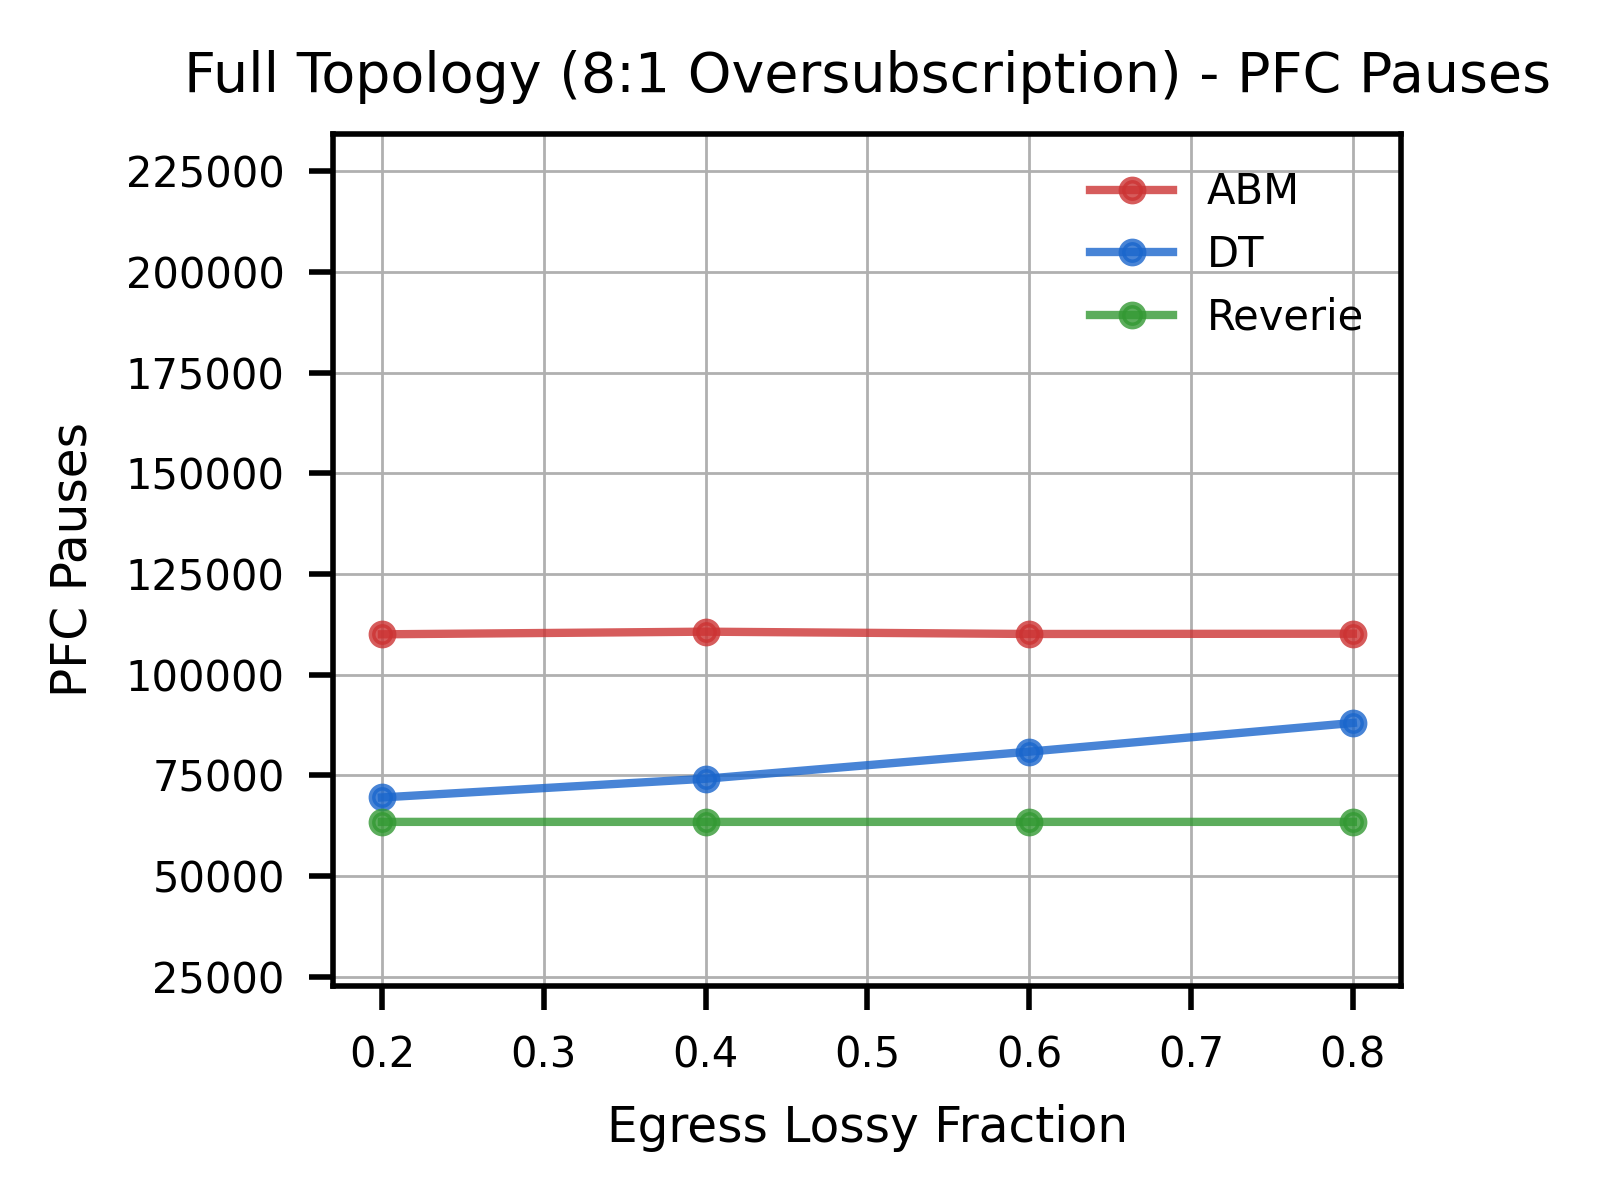 Full Topology (8:1 Oversubscription) - PFC Pauses
225000
200000
175000
150000
125000
100000
75000
50000
25000
PFC Pauses
ABM
DT
Reverie
0.2 0.3 0.4 0.5 0.6 0.7 0.8
Egress Lossy Fraction